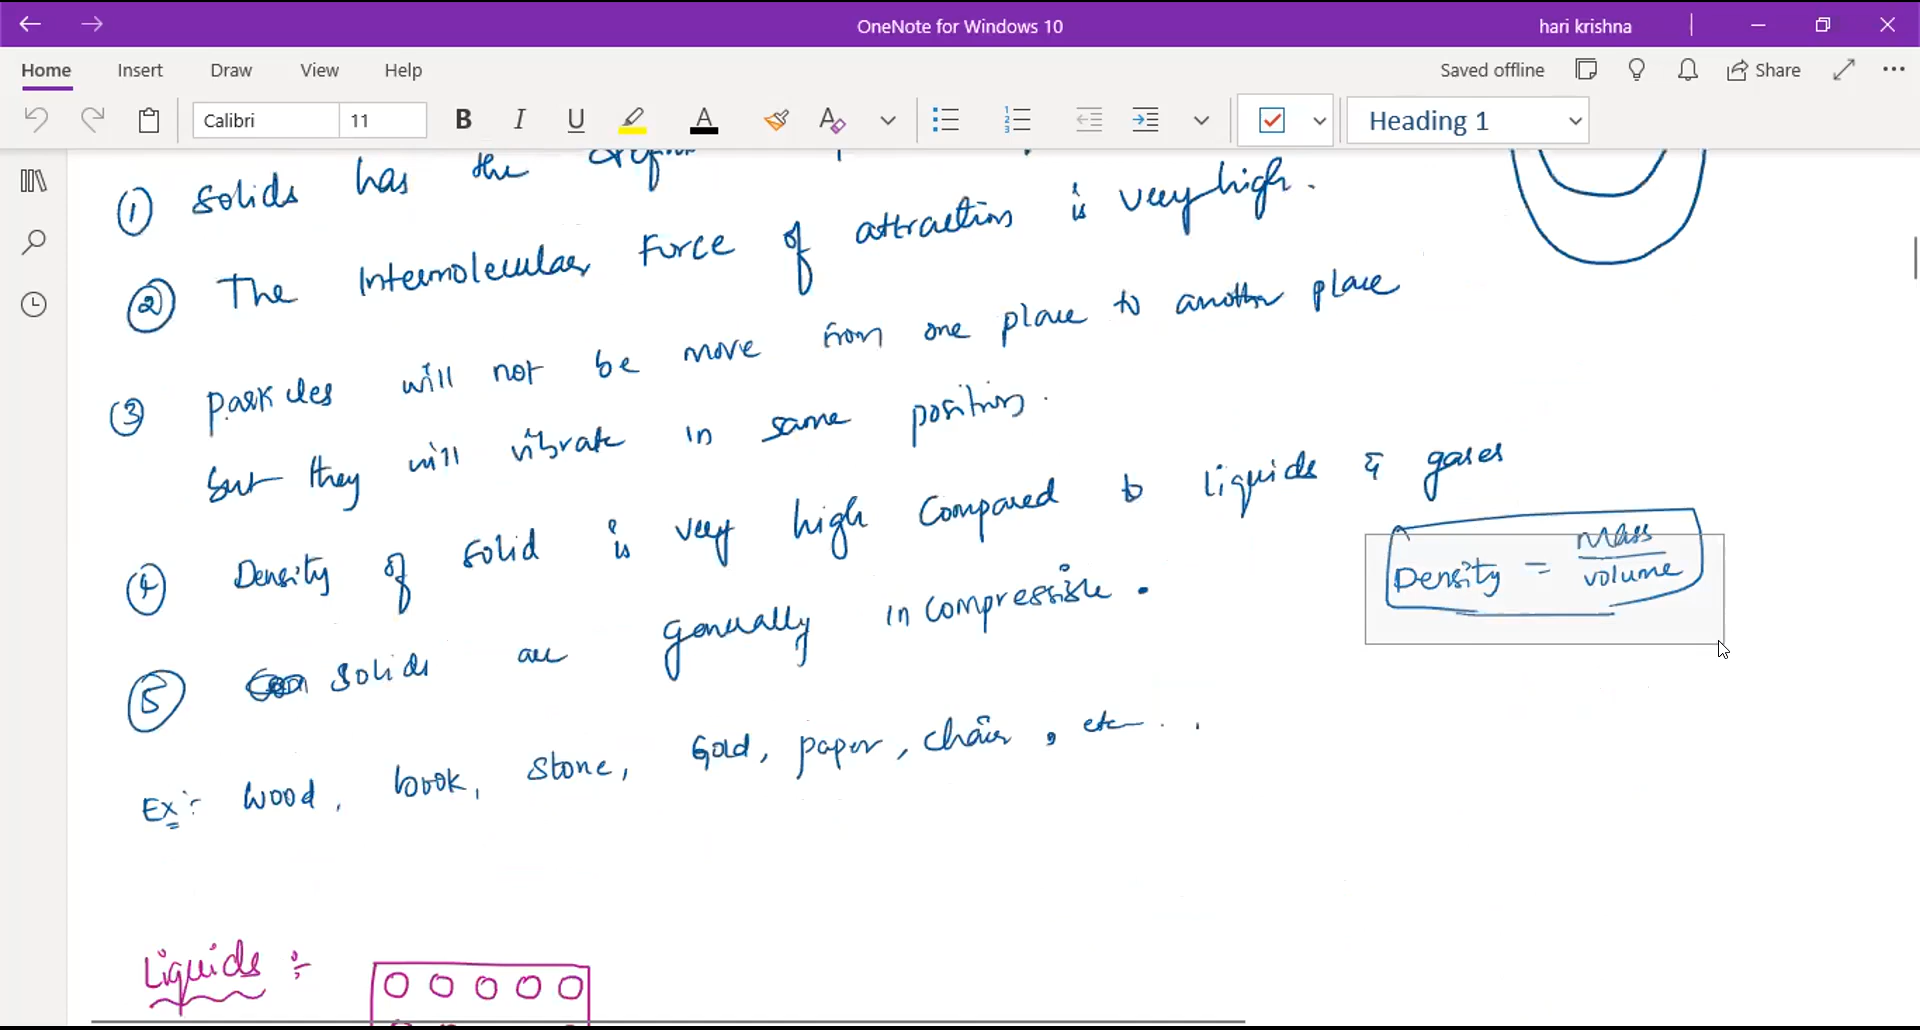 OneNote for Windows 10
hari krishna
Home Insert Draw View Help
Saved offline
Share
Calibri 11 B I U A A Heading 1
① Solids has the
② The Intermolecular Force of attraction is very high.
③ particles will not be move from one place to another place
but they will vibrate in same position.
④ Density of solid is very high compared to liquids & gases
Density = Mass
volume
⑤ solids are generally incompressible.
Ex:- wood, book, stone, Gold, paper, chair, etc...
Liquids :-